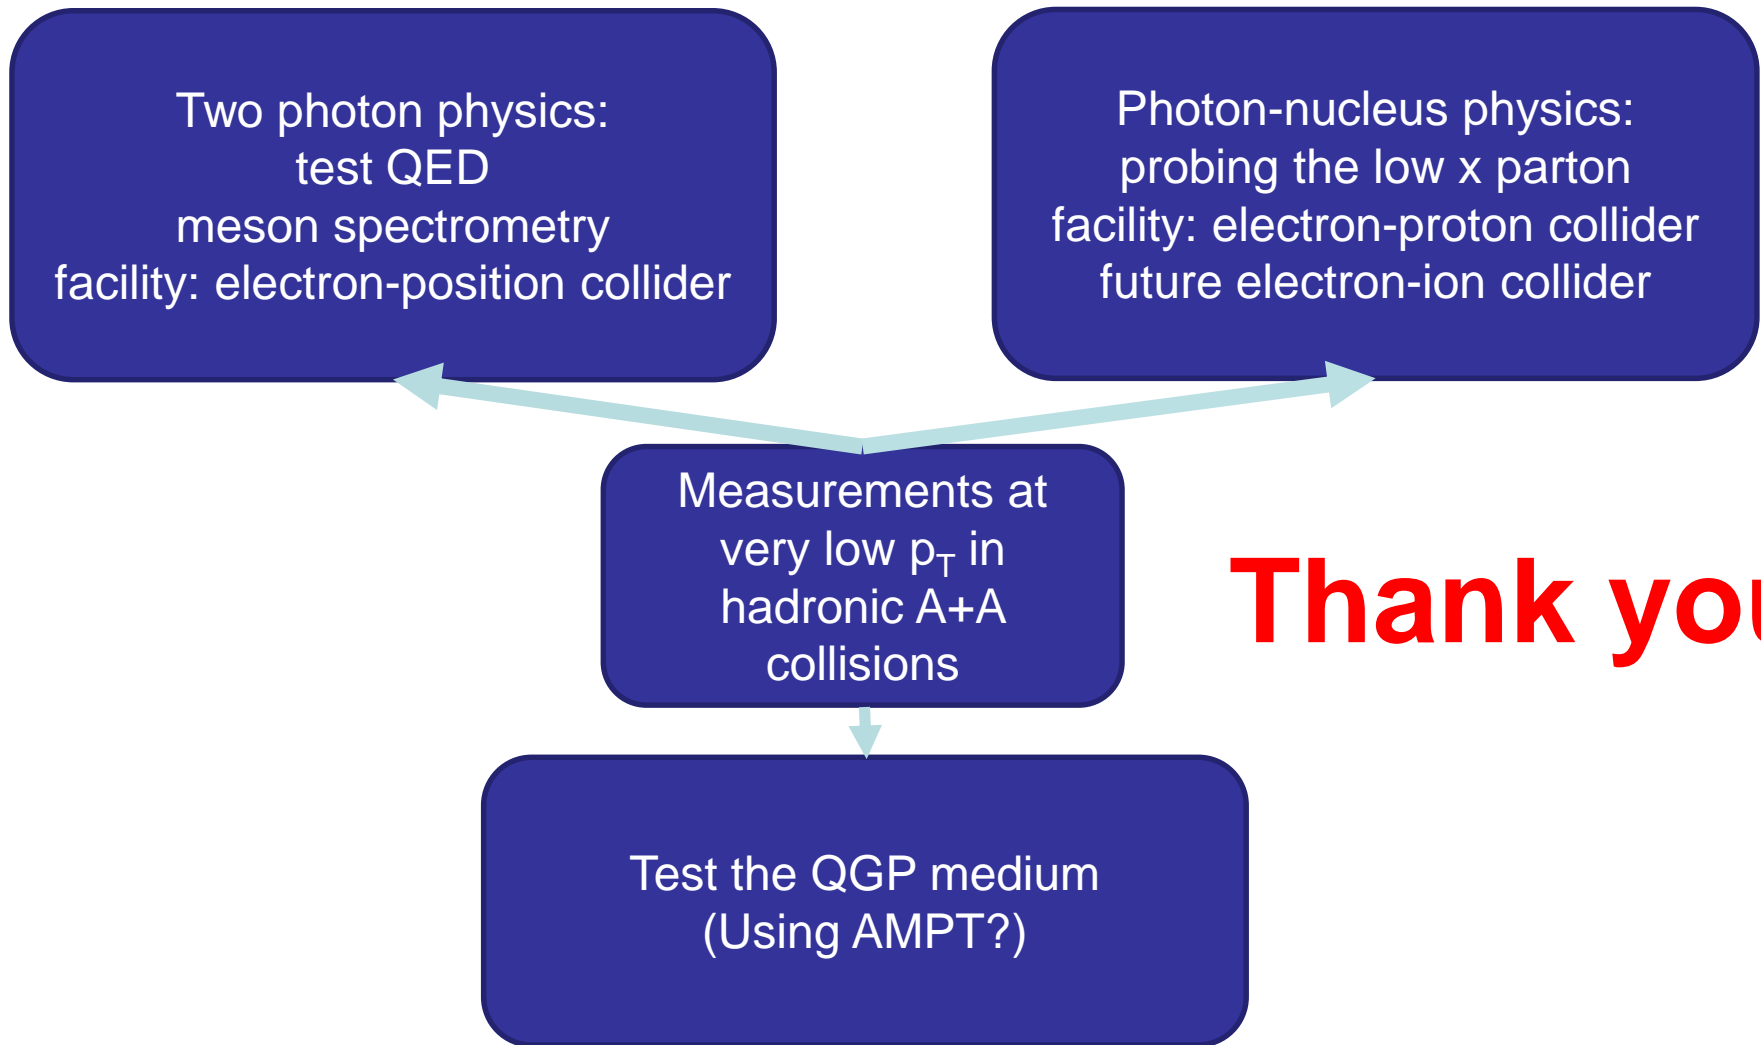 Two photon physics:
test QED
meson spectrometry
facility: electron-position collider
Photon-nucleus physics:
probing the low x parton
facility: electron-proton collider
future electron-ion collider
Measurements at
very low pT in
hadronic A+A
collisions
Thank you
Test the QGP medium
(Using AMPT?)